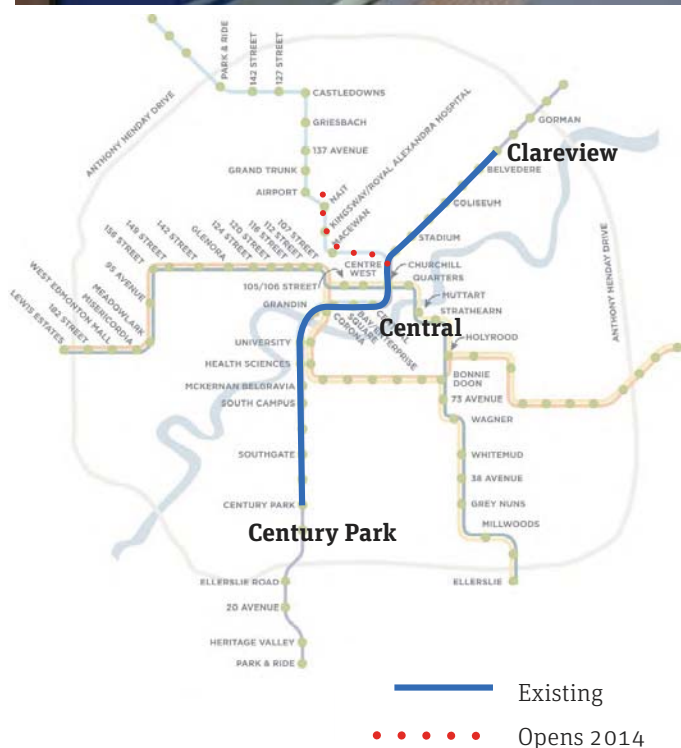 PARK & RIDE
142 STREET
127 STREET
CASTLEDOWNS
ANTHONY HENDAY DRIVE
GRIESBACH
137 AVENUE
GRAND TRUNK
AIRPORT
NAIT
KINGSWAY/ROYAL ALEXANDRA HOSPITAL
MACEWAN
GORMAN
Clareview
BELVEDERE
COLISEUM
STADIUM
CHURCHILL
QUARTERS
CENTRE
WEST
105/106 STREET
107 STREET
112 STREET
116 STREET
120 STREET
124 STREET
GLENORA
142 STREET
149 STREET
156 STREET
95 AVENUE
MEADOWLARK
MISERICORDIA
WEST EDMONTON MALL
182 STREET
LEWIS ESTATES
GRANDIN
CORONA
BAY/ENTERPRISE
SQUARE
Central
MUTTART
STRATHEARN
HOLYROOD
ANTHONY HENDAY DRIVE
UNIVERSITY
HEALTH SCIENCES
MCKERNAN BELGRAVIA
SOUTH CAMPUS
BONNIE
DOON
73 AVENUE
WAGNER
SOUTHGATE
WHITEMUD
38 AVENUE
CENTURY PARK
GREY NUNS
Century Park
MILLWOODS
ELLERSLIE ROAD
ELLERSLIE
20 AVENUE
HERITAGE VALLEY
PARK & RIDE
Existing
Opens 2014